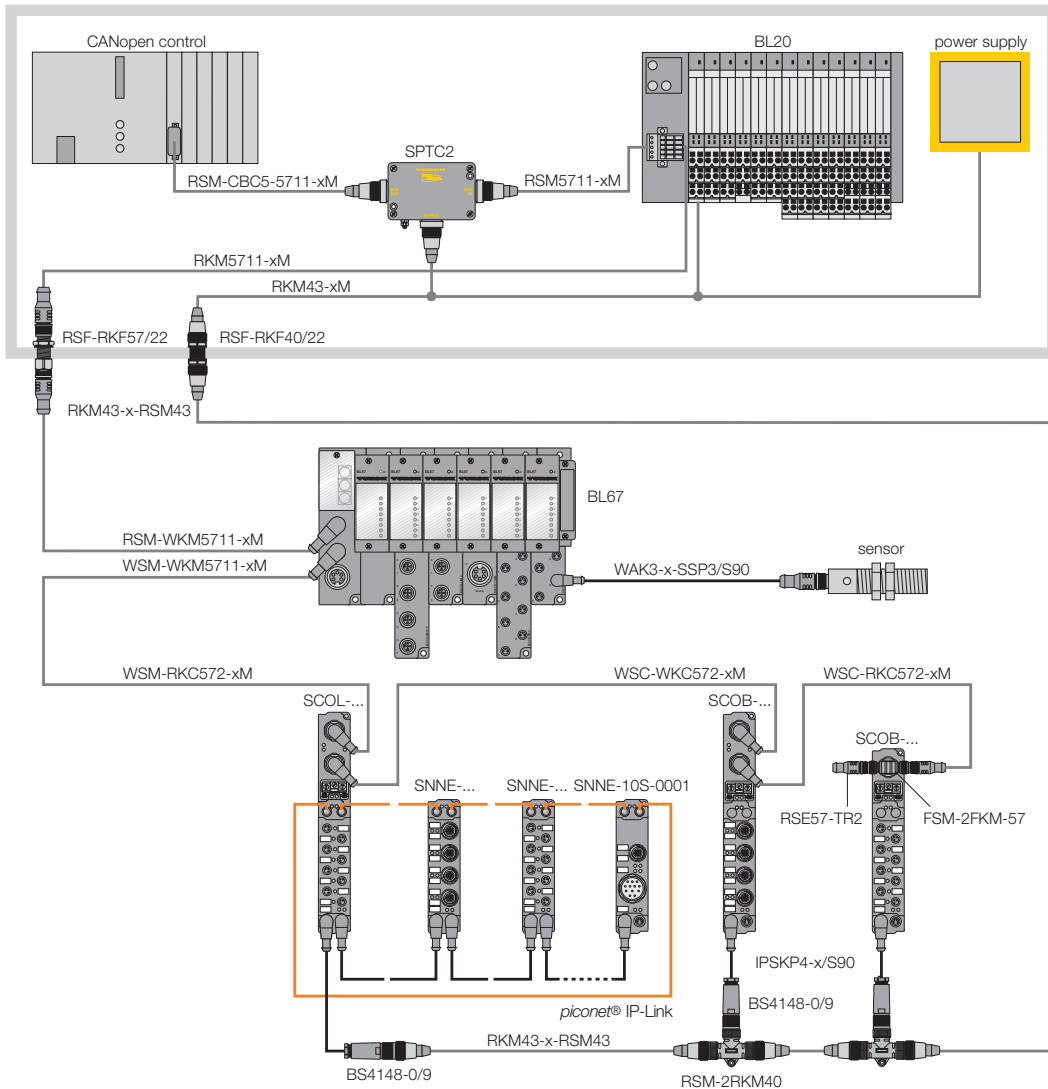 CANopen control
BL20
power supply
SPTC2
RSM-CBC5-5711-xM
RSM5711-xM
RKM5711-xM
RKM43-xM
RSF-RKF57/22
RSF-RKF40/22
RKM43-x-RSM43
BL67
RSM-WKM5711-xM
WSM-WKM5711-xM
WAK3-x-SSP3/S90
sensor
WSM-RKC572-xM
WSC-WKC572-xM
WSC-RKC572-xM
SCOL-...
SCOB-...
SCOB-...
SNNE-...
SNNE-...
SNNE-10S-0001
RSE57-TR2
FSM-2FKM-57
IPSKP4-x/S90
BS4148-0/9
piconet® IP-Link
RKM43-x-RSM43
BS4148-0/9
RSM-2RKM40